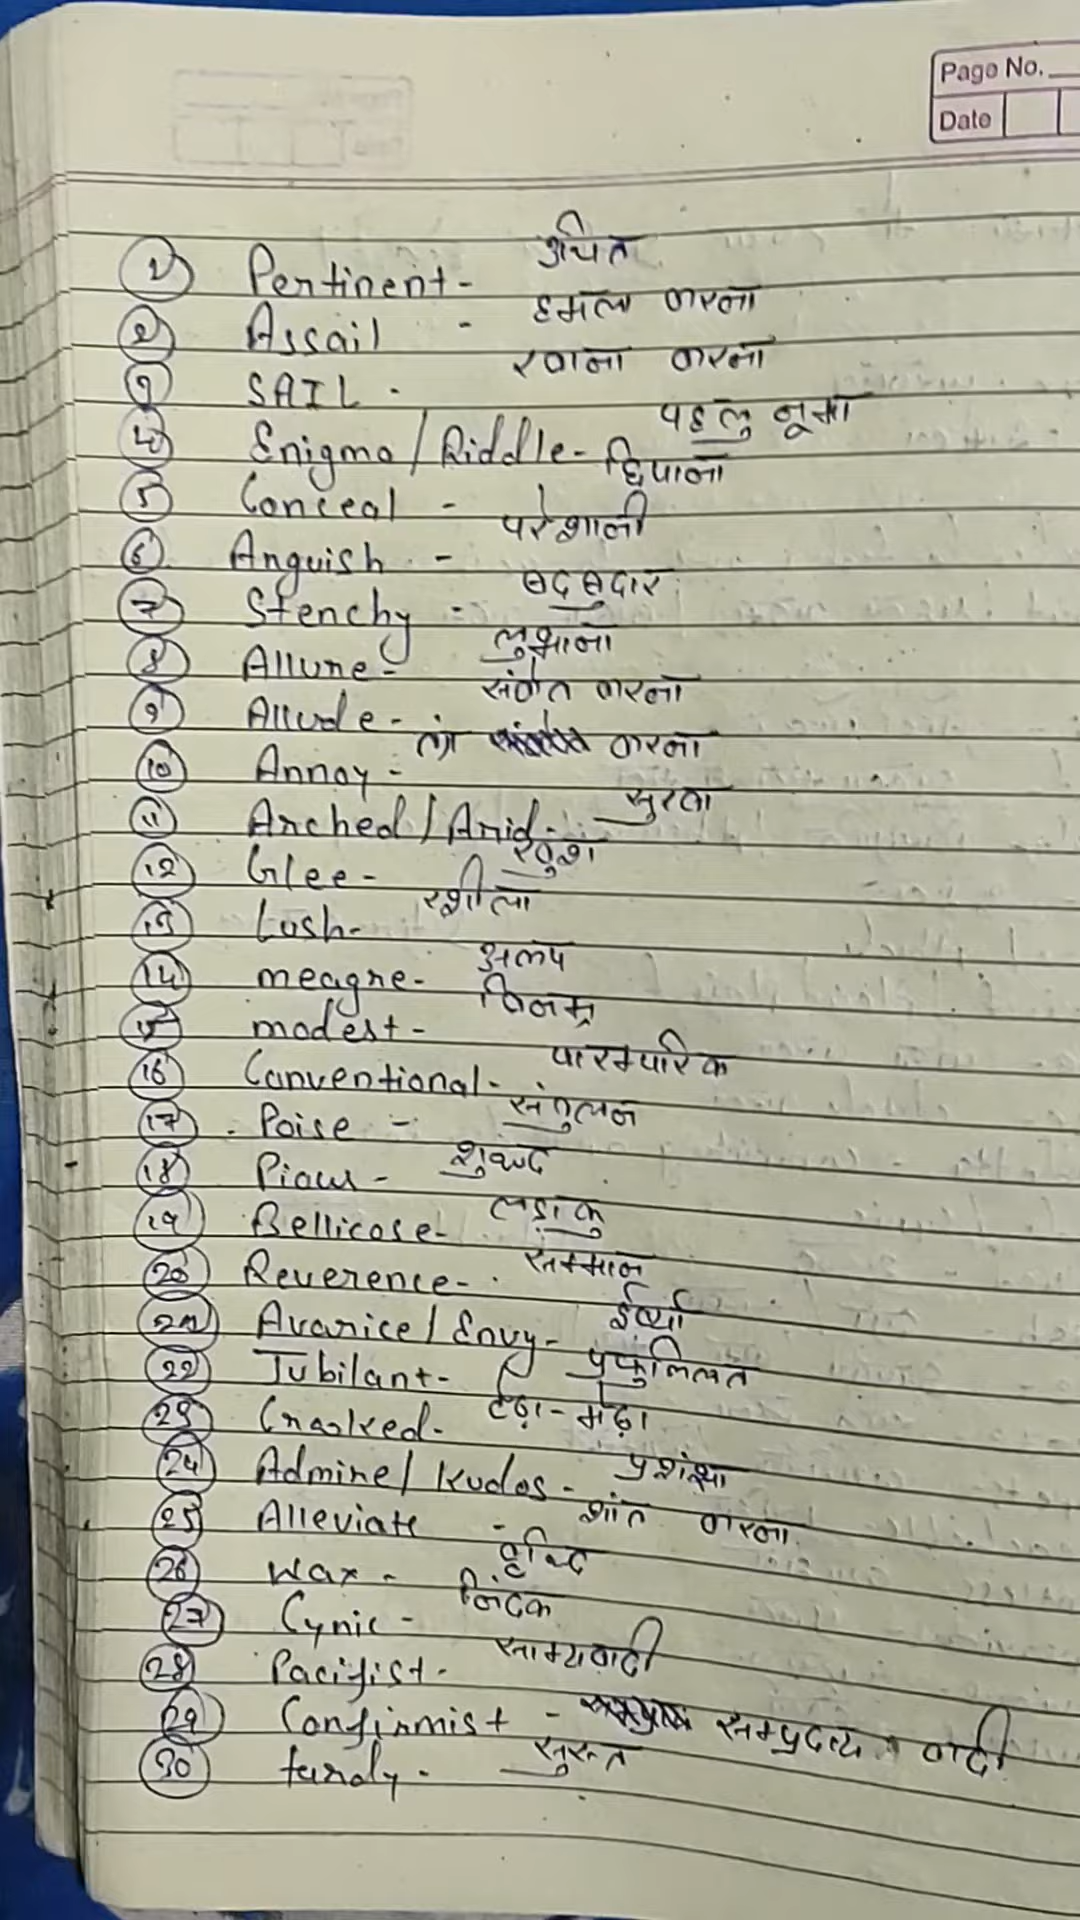 Page No.
Date
1 Pertinent - उचित
2 Assail - हमला करना
3 SAIL - रवाना करना
4 Enigma / Riddle - पहलु बूझा
5 Conceal - छिपाना
6 Anguish - परेशानी
7 Stenchy - बदबुदार
8 Allure - लुभाना
9 Allude - संकेत करना
10 Annoy - तंग करना
11 Arched / Arid - सुखा
12 Glee - खुश
13 Lush - रशीला
14 meagre - अल्प
15 modest - विनम्र
16 Conventional - पारम्पारिक
17 Poise - संतुलन
18 Pious -
19 Bellicose - लड़ाकु
20 Reverence - सम्मान
21 Avarice / Envy - ईर्ष्या
22 Jubilant - प्रफुल्लित
23 Crooked - टेढ़ा - मेढ़ा
24 Admire / Kudos - प्रशंशा
25 Alleviate - शांत करना
26 Wax - वृध्दि
27 Cynic - निंदक
28 Pacifist - साम्यवादी
29 Confirmist - सम्प्रदाय वादी
30 tardy - सुस्त